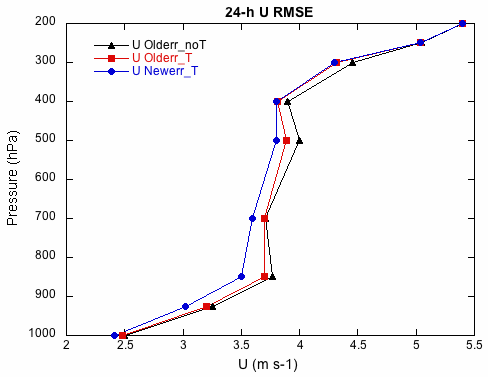 24-h U RMSE
200
300
400
500
600
700
800
900
1000
Pressure (hPa)
U Olderr_noT
U Olderr_T
U Newerr_T
2
2.5
3
3.5
4
4.5
5
5.5
U (m s-1)